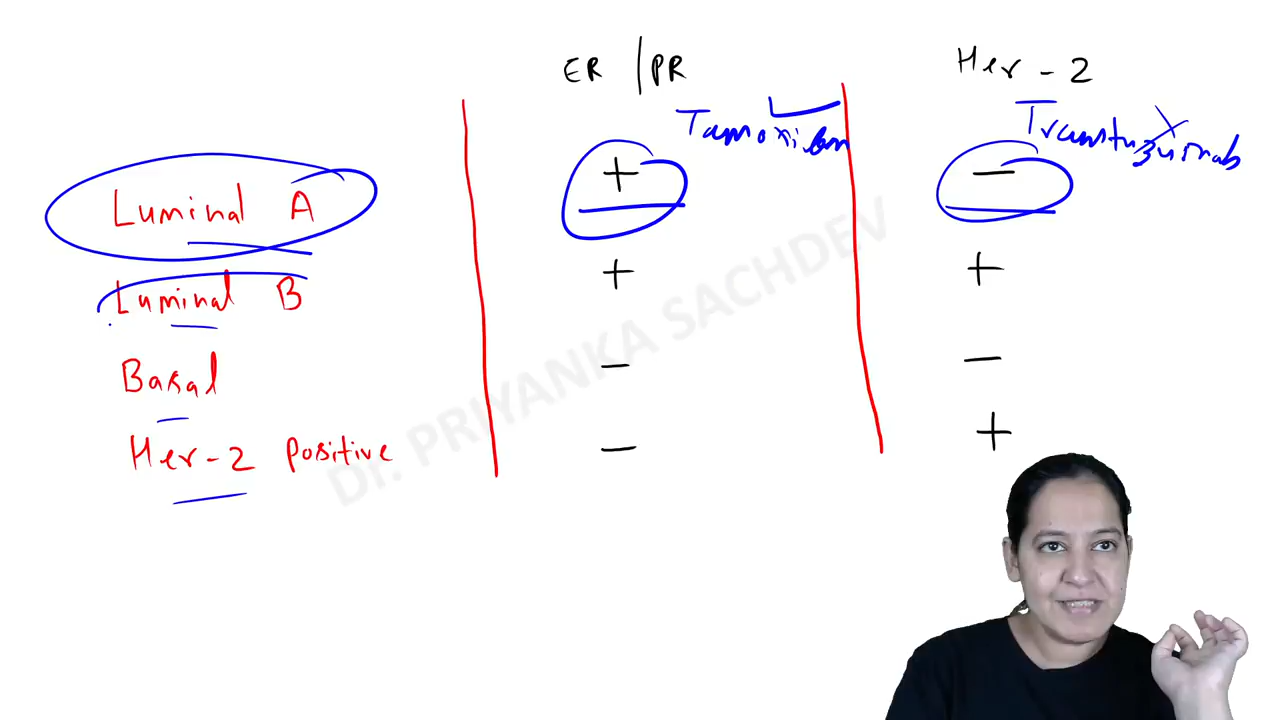 ER | PR Her - 2
Tamoxifen Trastuzumab
Luminal A + -
Luminal B + +
Basal - -
Her-2 positive - +
Dr. PRIYANKA SACHDEV